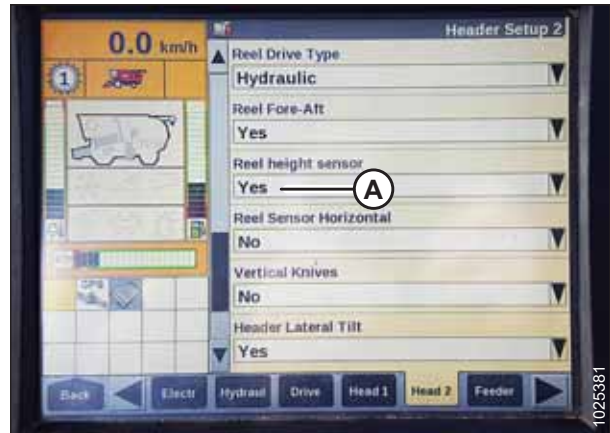 0.0 km/h
1
GPS
Header Setup 2
Reel Drive Type
Hydraulic
Reel Fore-Aft
Yes
Reel height sensor
Yes
A
Reel Sensor Horizontal
No
Vertical Knives
No
Header Lateral Tilt
Yes
Back
Electr
Hydraul
Drive
Head 1
Head 2
Feeder
1025381